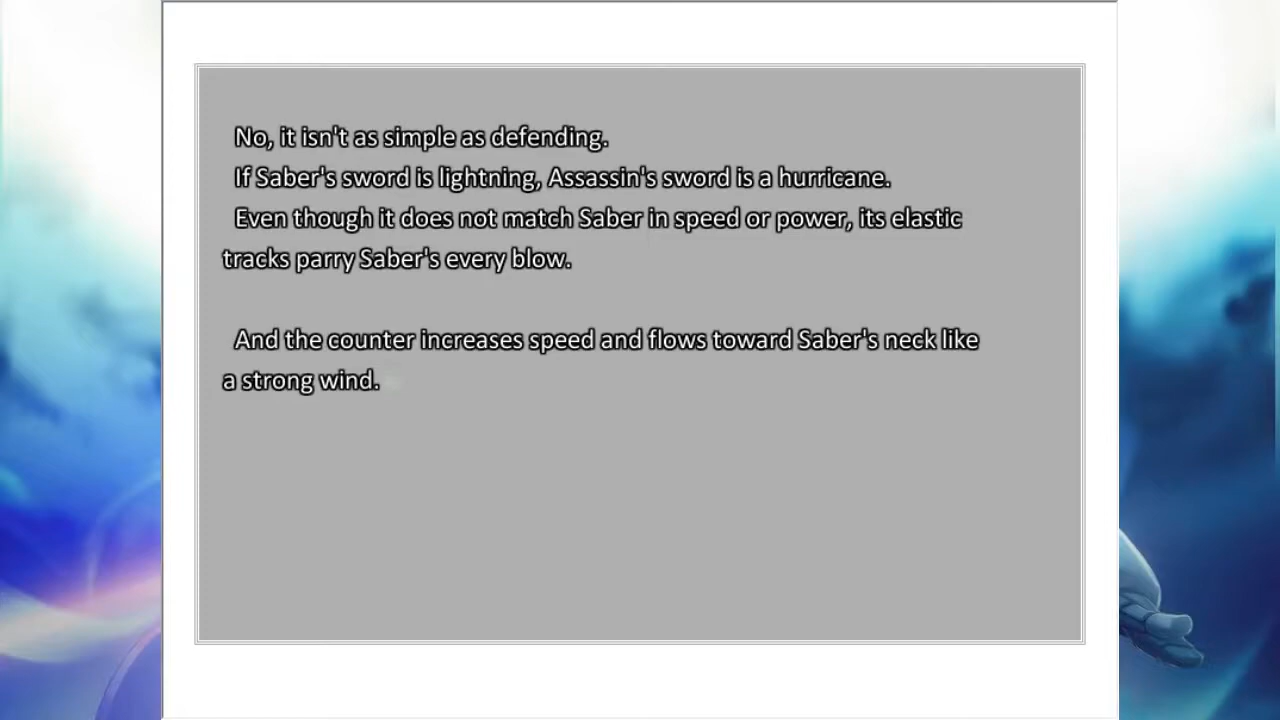 No, it isn't as simple as defending.
If Saber's sword is lightning, Assassin's sword is a hurricane.
Even though it does not match Saber in speed or power, its elastic
tracks parry Saber's every blow.
And the counter increases speed and flows toward Saber's neck like
a strong wind.